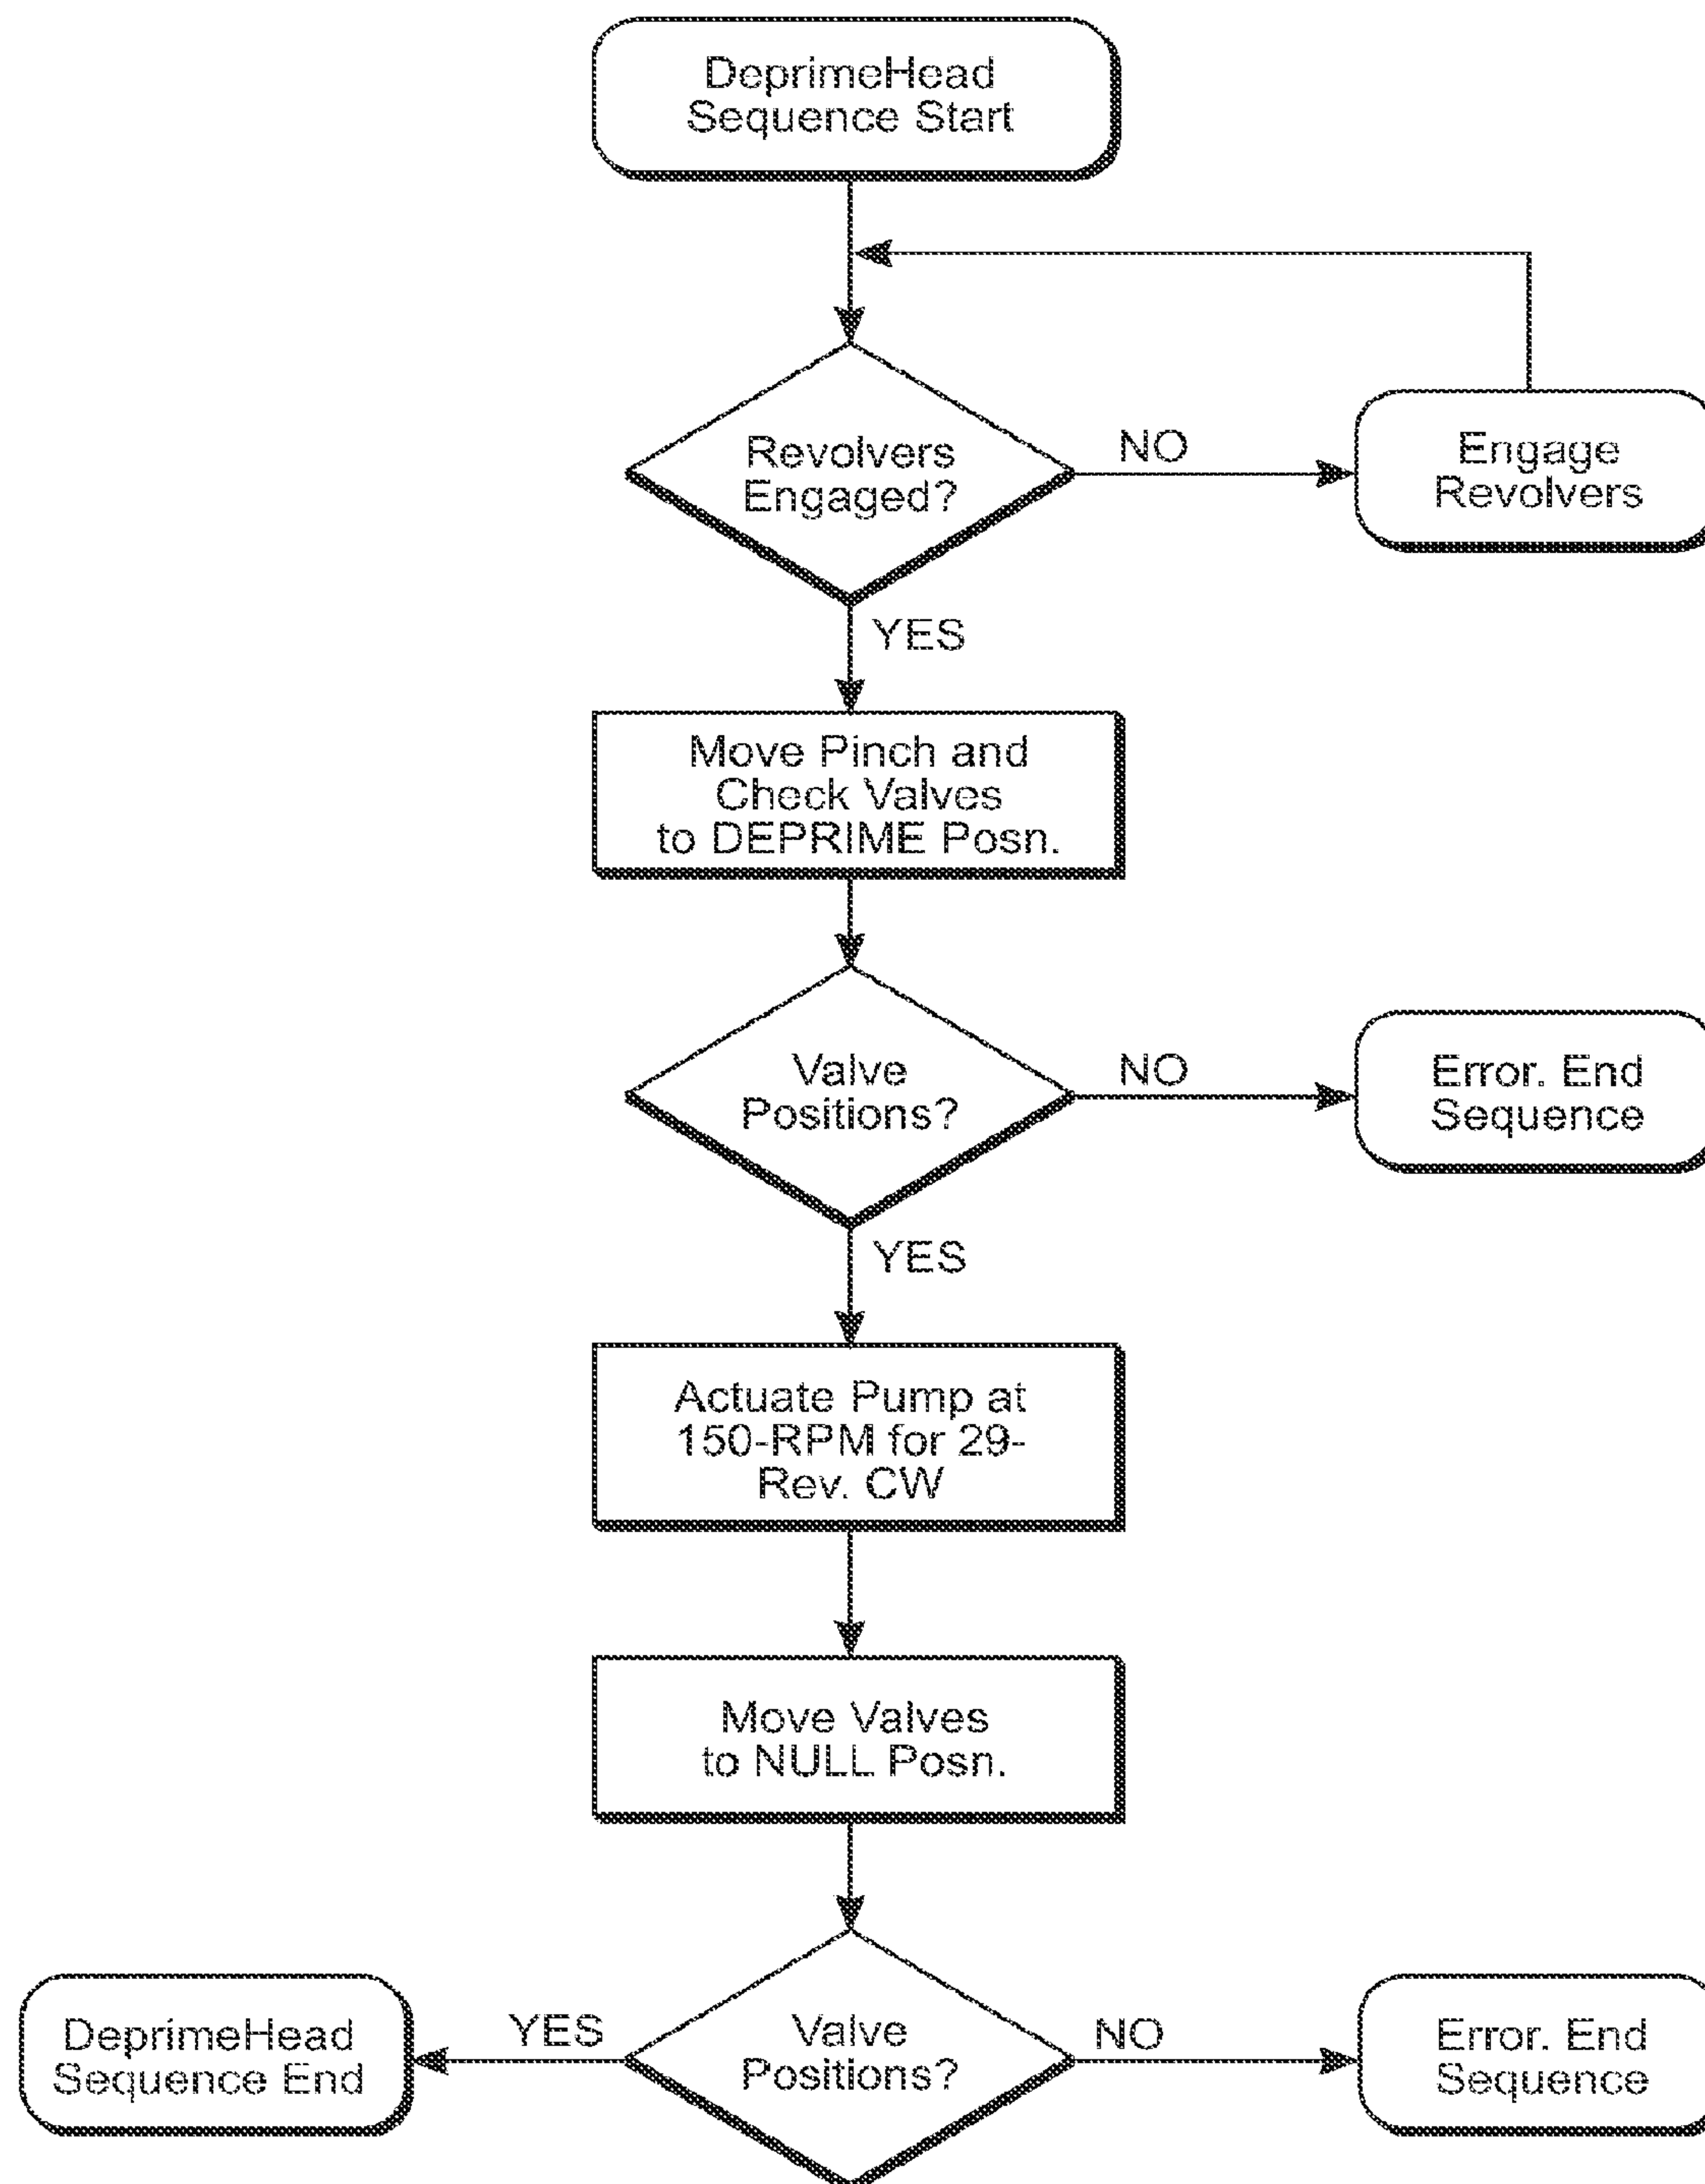 DeprimeHead
Sequence Start
Revolvers
Engaged?
NO
Engage
Revolvers
YES
Move Pinch and
Check Valves
to DEPRIME Posn.
Valve
Positions?
NO
Error. End
Sequence
YES
Actuate Pump at
150-RPM for 29-
Rev. CW
Move Valves
to NULL Posn.
DeprimeHead
Sequence End
YES
Valve
Positions?
NO
Error. End
Sequence